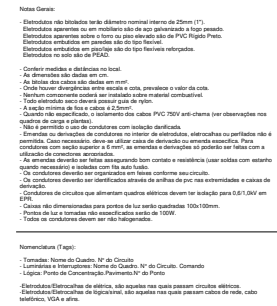 Notas Gerais:
- Eletrodutos não bitolados terão diâmetro nominal interno de 25mm (1").
Eletrodutos aparentes ou em mobiliário são de aço galvanizado a fogo pesado.
Eletrodutos aparentes sobre o forro ou piso elevado são de PVC Rígido Preto.
Eletrodutos embutidos em paredes são do tipo flexível.
Eletrodutos embutidos em piso/laje são do tipo flexíveis reforçados.
Eletrodutos no solo são de PEAD.
- Conferir medidas e distâncias no local.
- As dimensões são dadas em cm.
- As bitolas dos cabos são dadas em mm².
- Onde houver divergências entre escala e cota, prevalece o valor da cota.
- Nenhum componente poderá ser instalado sobre material combustível.
- Todo eletroduto seco deverá possuir guia de nylon.
- A seção mínima de fios e cabos é 2,5mm².
- Quando não especificado, o isolamento dos cabos PVC 750V anti-chama (ver observações nos
quadros de carga e plantas).
- Não é permitido o uso de condutores com isolação danificada.
- Emendas ou derivações de condutores no interior de eletrodutos, eletrocalhas ou perfilados não é
permitida. Caso necessário, deve-se utilizar caixa de derivação ou emenda específica. Para
condutores com seção superior à 6 mm², as emendas e derivações só poderão ser feitas com a
utilização de conectores apropriados.
- As emendas deverão ser feitas assegurando bom contato e resistência (usar soldas com estanho
quando necessário) e isoladas com fita auto fusão.
- Os condutores deverão ser organizados em feixes conforme seu circuito.
- Os condutores deverão ser identificados através de anilhas de pvc nas extremidades e caixas de
derivação.
- Condutores de circuitos que alimentam quadros elétricos devem ter isolação para 0,6/1,0kV em
EPR.
- Caixas não dimensionadas para pontos de luz serão quadradas 100x100mm.
- Pontos de luz e tomadas não especificados serão de 100W.
- Todos os condutores devem ser não halogenados.
Nomenclatura (Tags):
- Tomadas: Nome do Quadro. N° do Circuito
- Luminárias e Interruptores: Nome do Quadro. N° do Circulo. Comando
- Lógica: Ponto de Concentração.Pavimento.N° do Ponto
-Eletrodutos/Eletrocalhas de elétrica, são aquelas nas quais passam circuitos elétricos.
-Eletrodutos/Eletrocalhas de lógica/sinal, são aquelas nas quais passam cabos de rede, cabo
telefônico, VGA e afins.